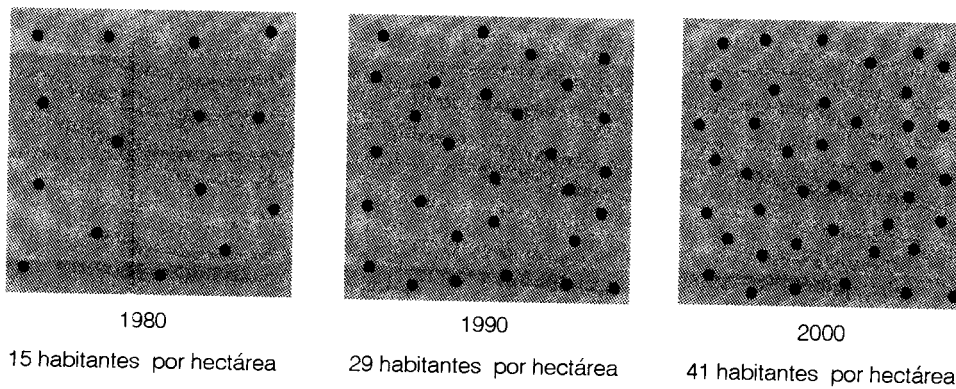 1980
15 habitantes por hectárea
1990
29 habitantes por hectárea
2000
41 habitantes por hectárea